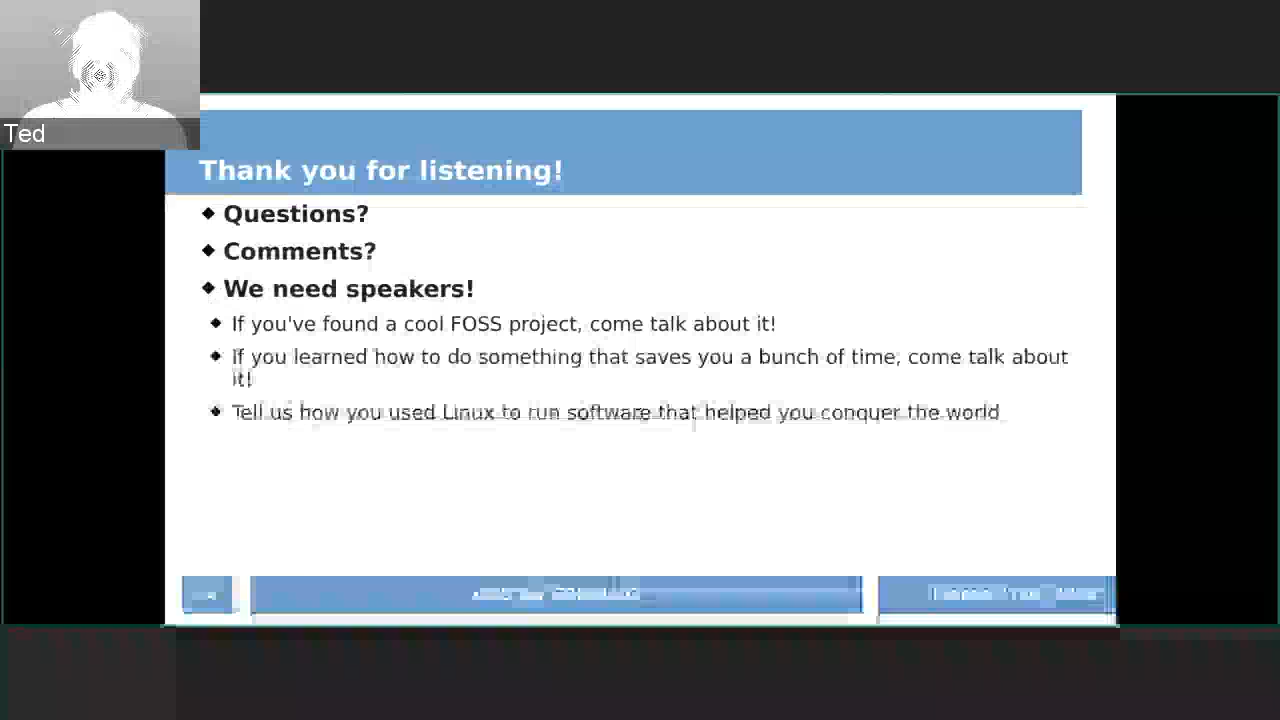 Ted
Thank you for listening!
Questions?
Comments?
We need speakers!
If you've found a cool FOSS project, come talk about it!
If you learned how to do something that saves you a bunch of time, come talk about
it!
Tell us how you used Linux to run software that helped you conquer the world